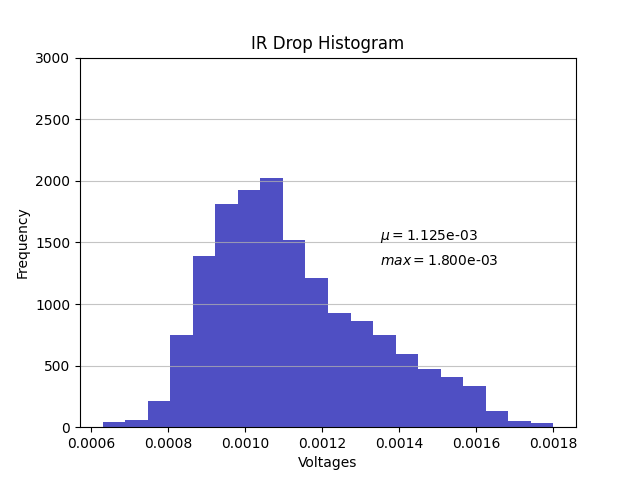 IR Drop Histogram
3000
2500
2000
1500
1000
500
0
Frequency
μ = 1.125e-03
max = 1.800e-03
0.0006 0.0008 0.0010 0.0012 0.0014 0.0016 0.0018
Voltages